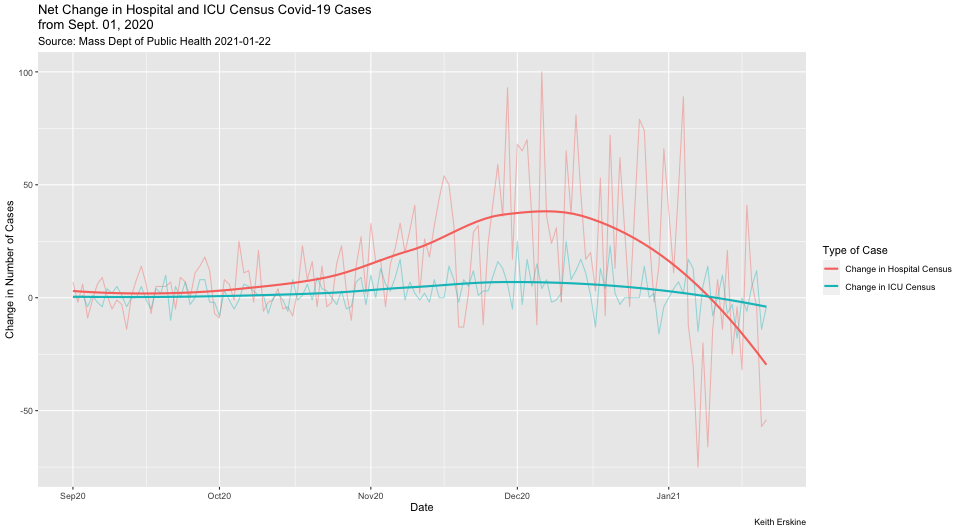 Net Change in Hospital and ICU Census Covid-19 Cases
from Sept. 01, 2020
Source: Mass Dept of Public Health 2021-01-22
Change in Number of Cases
100
50
0
-50
Sep20 Oct20 Nov20 Dec20 Jan21
Date
Type of Case
Change in Hospital Census
Change in ICU Census
Keith Erskine